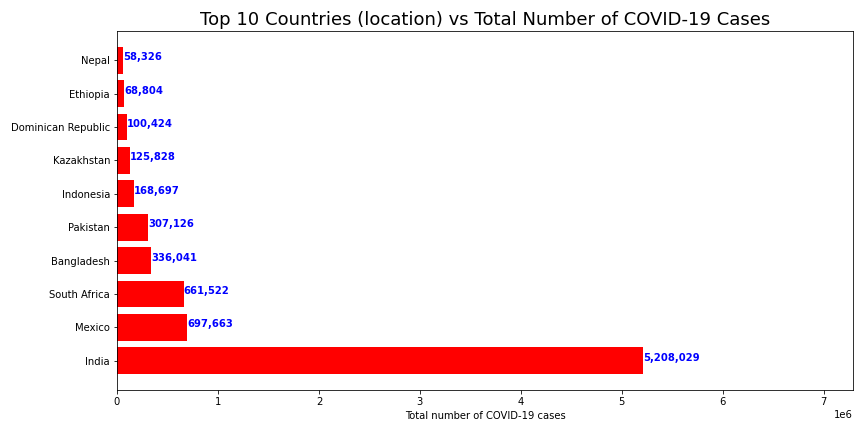 Top 10 Countries (location) vs Total Number of COVID-19 Cases
Nepal 58,326
Ethiopia 68,804
Dominican Republic 100,424
Kazakhstan 125,828
Indonesia 168,697
Pakistan 307,126
Bangladesh 336,041
South Africa 661,522
Mexico 697,663
India 5,208,029
0 1 2 3 4 5 6 7
1e6
Total number of COVID-19 cases